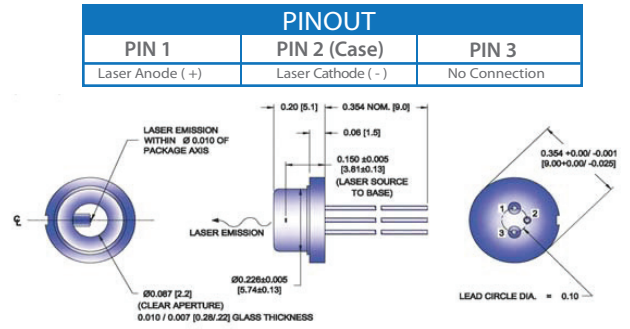 PINOUT
PIN 1 PIN 2 (Case) PIN 3
Laser Anode ( + ) Laser Cathode ( - ) No Connection
0.20 [5.1] 0.354 NOM. [9.0]
0.06 [1.5]
LASER EMISSION
WITHIN Ø 0.010 OF
PACKAGE AXIS
0.150 ±0.005
[3.81±0.13]
(LASER SOURCE
TO BASE)
0.354 +0.00/ -0.001
[9.00+0.00/ -0.025]
℄
LASER EMISSION
1
2
3
Ø0.226±0.005
[5.74±0.13]
Ø0.087 [2.2]
(CLEAR APERTURE)
0.010 / 0.007 [0.28/.22] GLASS THICKNESS
LEAD CIRCLE DIA. = 0.10